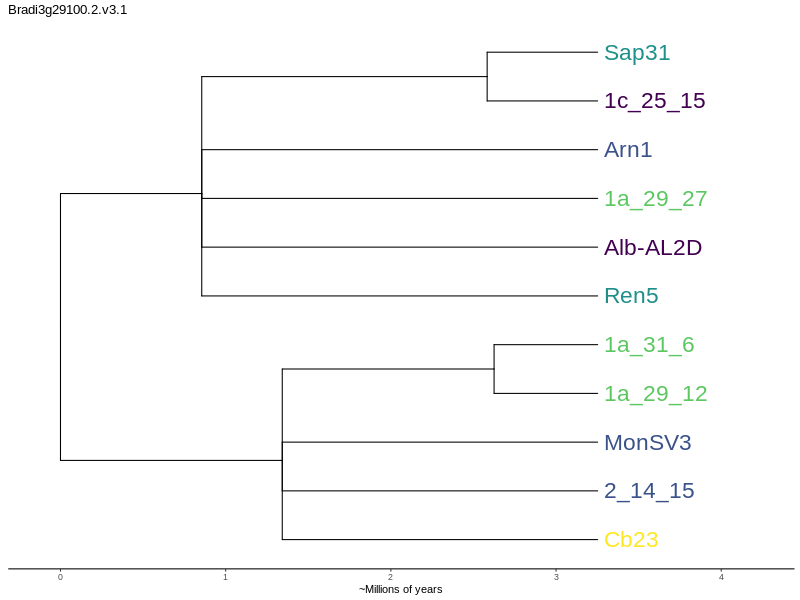 Bradi3g29100.2.v3.1
Sap31
1c_25_15
Arn1
1a_29_27
Alb-AL2D
Ren5
1a_31_6
1a_29_12
MonSV3
2_14_15
Cb23
0 1 2 3 4
~Millions of years